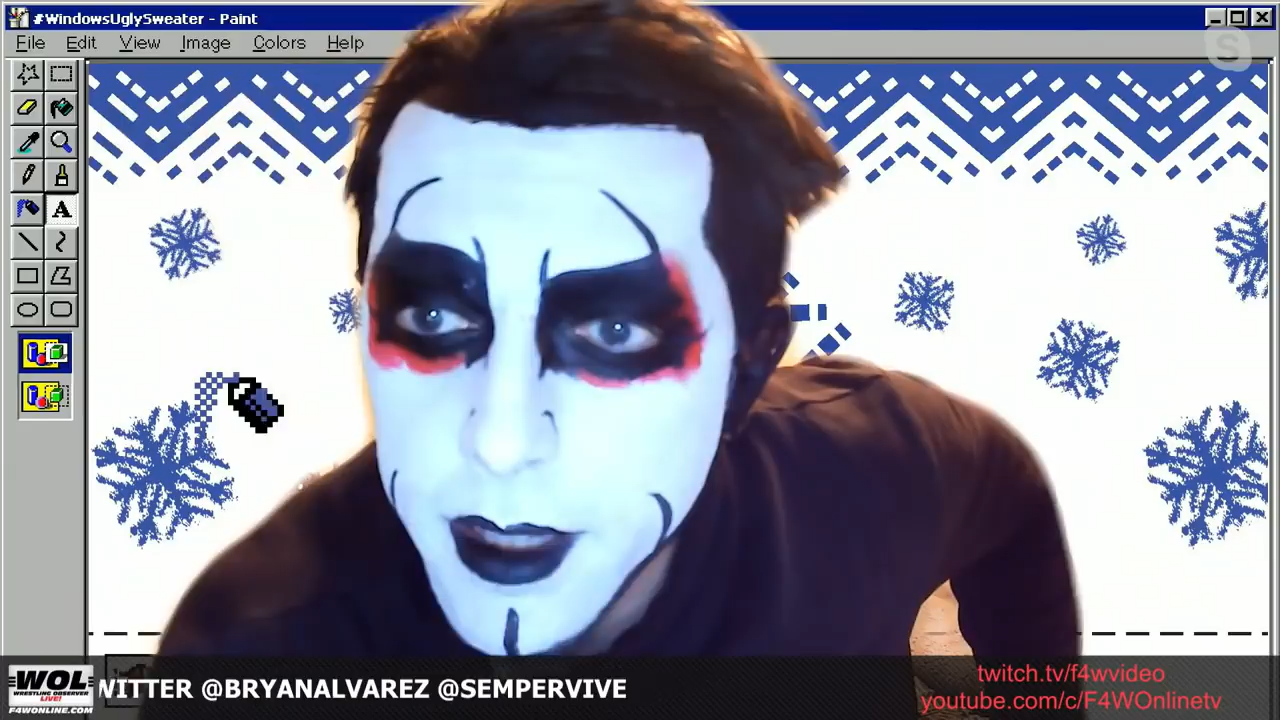 #WindowsUglySweater - Paint
File Edit View Image Colors Help
A
WOL
WRESTLING OBSERVER
LIVE!
F4WONLINE.COM
WITTER @BRYANALVAREZ @SEMPERVIVE
twitch.tv/f4wvideo
youtube.com/c/F4WOnlinetv